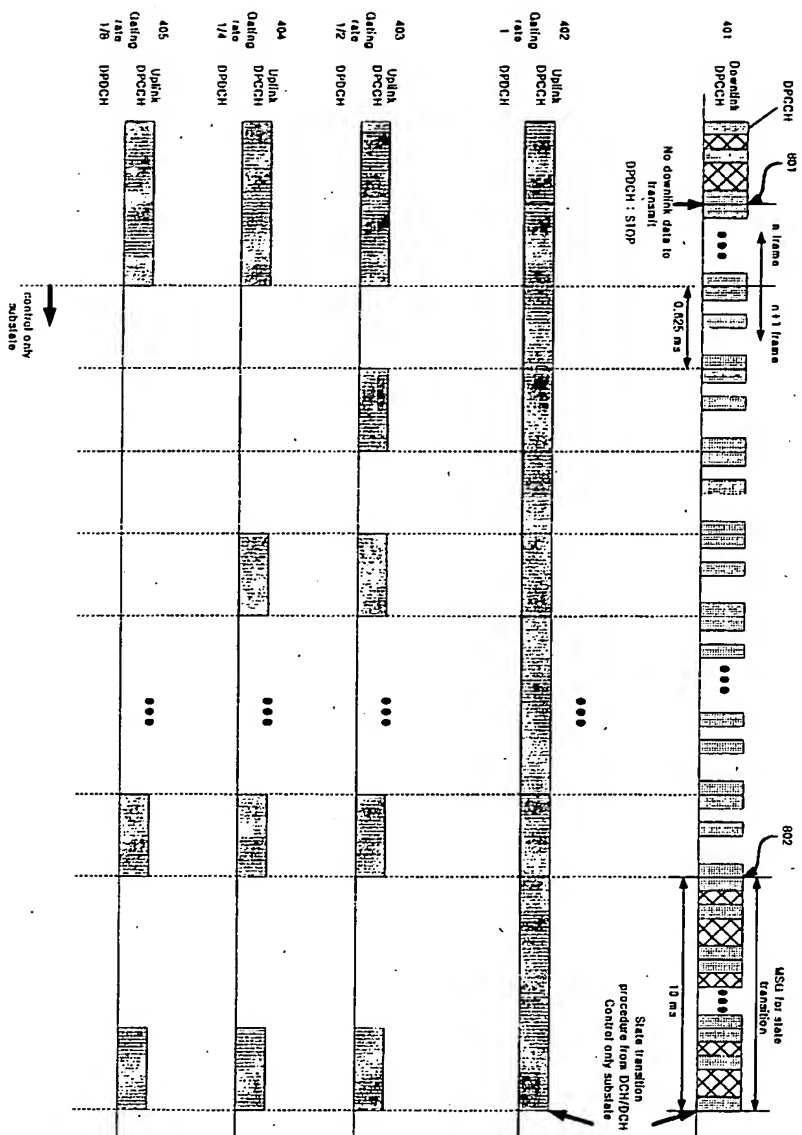 401
Downlink
DPCCH
DPCCH
801
No downlink data to
transmit
DPDCH : STOP
n frame
n+1 frame
0.625 ms
802
MSG for state
transition
10 ms
State transition
procedure from DCH/DCH
Control only substate
402
Gating
rate
1
Uplink
DPCCH
DPDCH
403
Gating
rate
1/2
Uplink
DPCCH
DPDCH
404
Gating
rate
1/4
Uplink
DPCCH
DPDCH
405
Gating
rate
1/8
Uplink
DPCCH
DPDCH
control only
substate